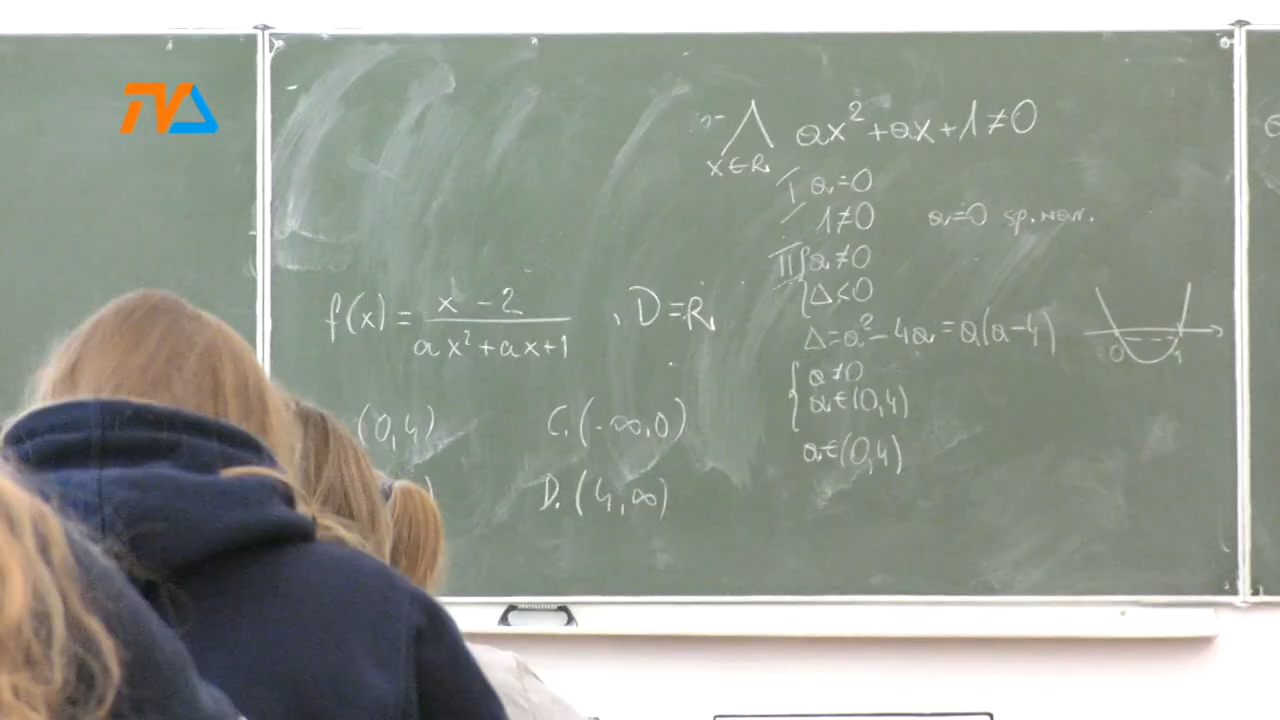 TVA
⋀ ax²+ax+1≠0
x∈R
I a=0
1≠0 a=0 sp. war.
II { a≠0
{ Δ<0
Δ=a²-4a=a(a-4)
{ a≠0
a∈(0,4)
a∈(0,4)
0
f(x) = x-2 / ax²+ax+1 , D=R
(0,4) C. (-∞,0)
) D. (4,∞)